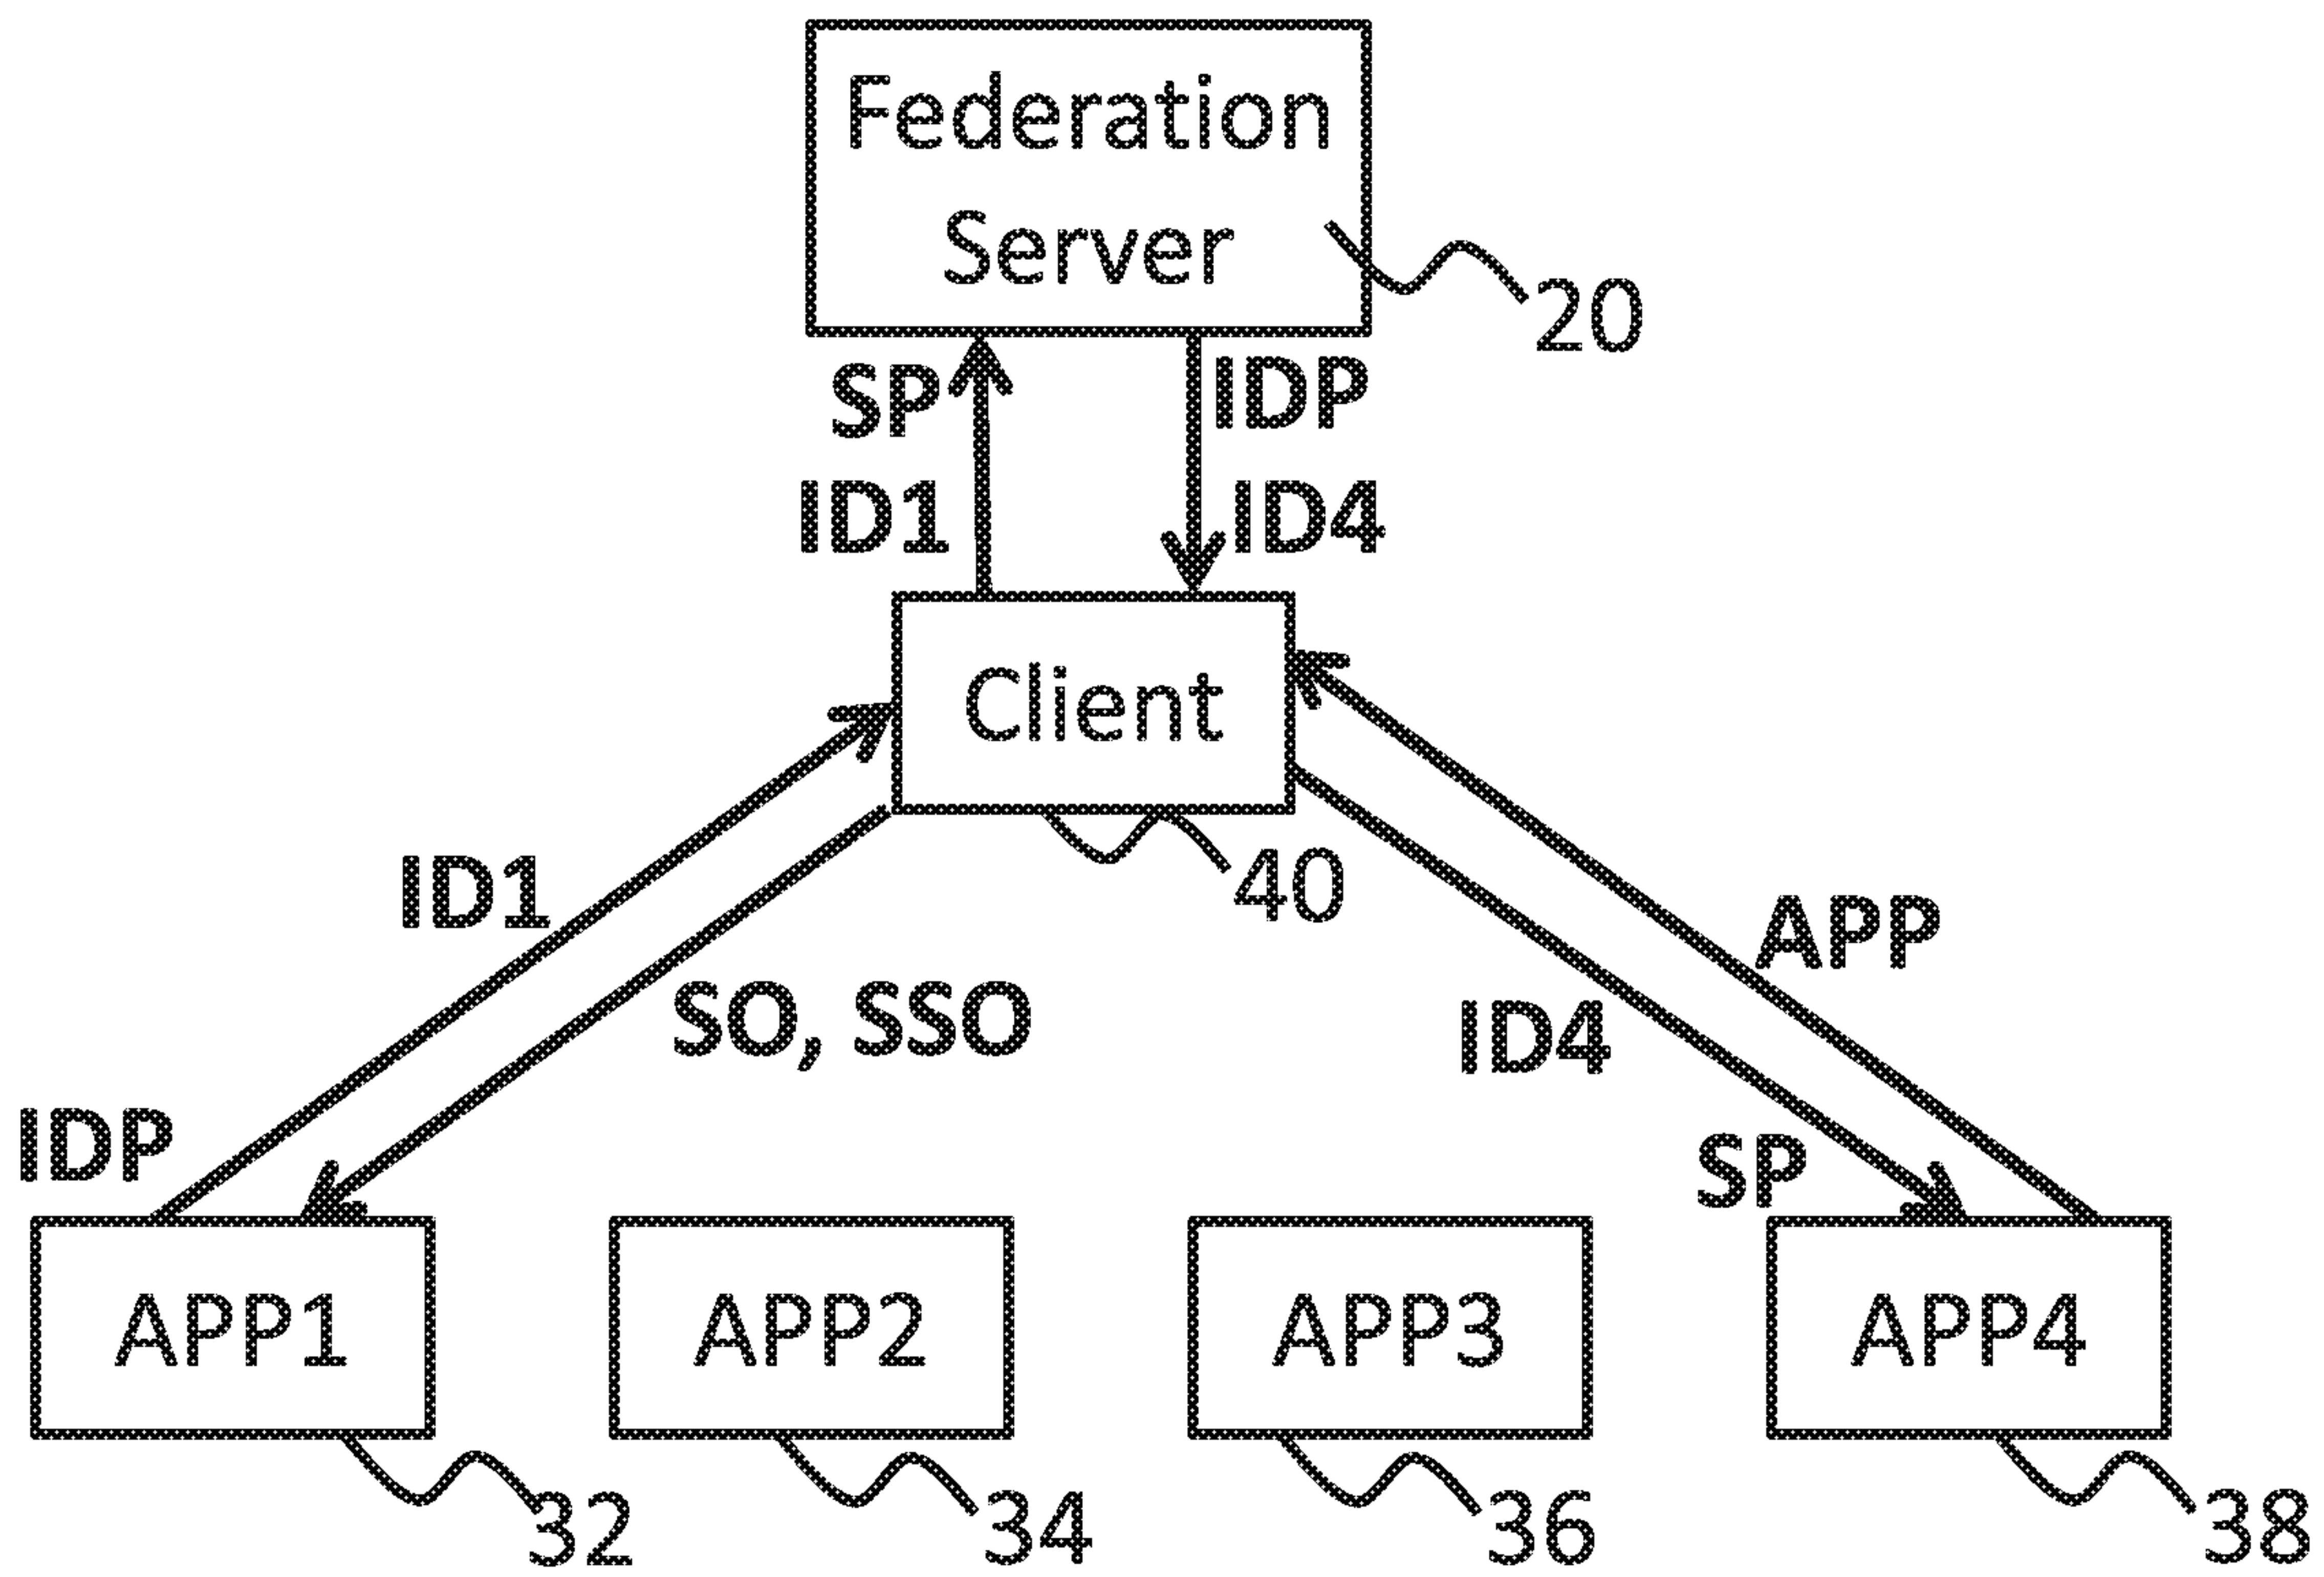 Federation
Server
20
SP
IDP
ID1
ID4
Client
40
ID1
APP
SO, SSO
ID4
IDP
SP
APP1
APP2
APP3
APP4
32
34
36
38